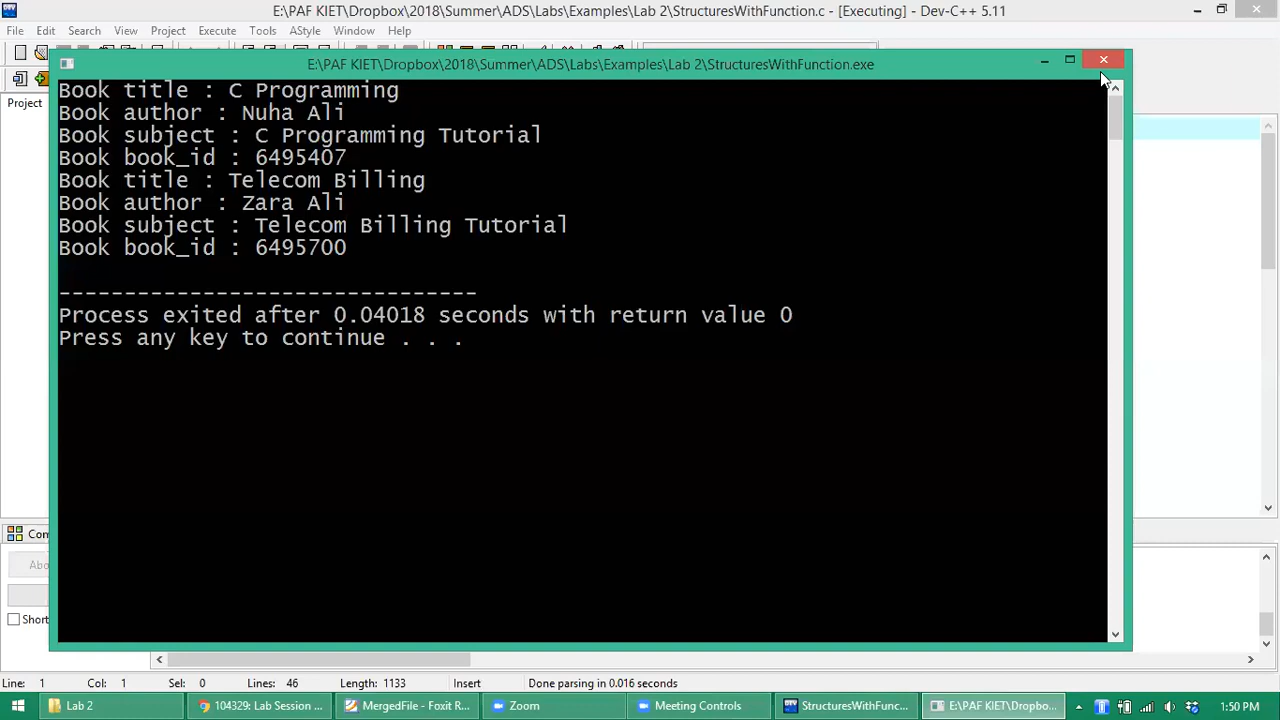 E:\PAF KIET\Dropbox\2018\Summer\ADS\Labs\Examples\Lab 2\StructuresWithFunction.c - [Executing] - Dev-C++ 5.11
File Edit Search View Project Execute Tools AStyle Window Help
E:\PAF KIET\Dropbox\2018\Summer\ADS\Labs\Examples\Lab 2\StructuresWithFunction.exe
Project
Book title : C Programming
Book author : Nuha Ali
Book subject : C Programming Tutorial
Book book_id : 6495407
Book title : Telecom Billing
Book author : Zara Ali
Book subject : Telecom Billing Tutorial
Book book_id : 6495700
--------------------------------
Process exited after 0.04018 seconds with return value 0
Press any key to continue . . .
Com
Abo
Short
Line: 1 Col: 1 Sel: 0 Lines: 46 Length: 1133 Insert Done parsing in 0.016 seconds
Lab 2 104329: Lab Session ... MergedFile - Foxit R... Zoom Meeting Controls StructuresWithFunc... E:\PAF KIET\Dropbo... 1:50 PM